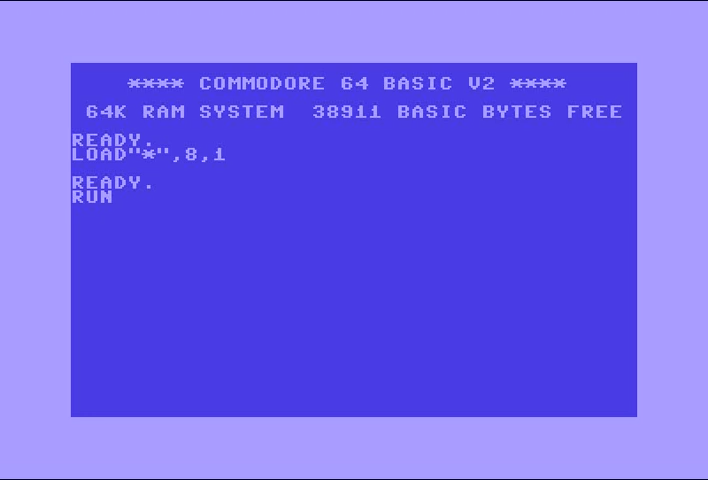 **** COMMODORE 64 BASIC V2 ****
64K RAM SYSTEM  38911 BASIC BYTES FREE
READY.
LOAD"*",8,1
READY.
RUN